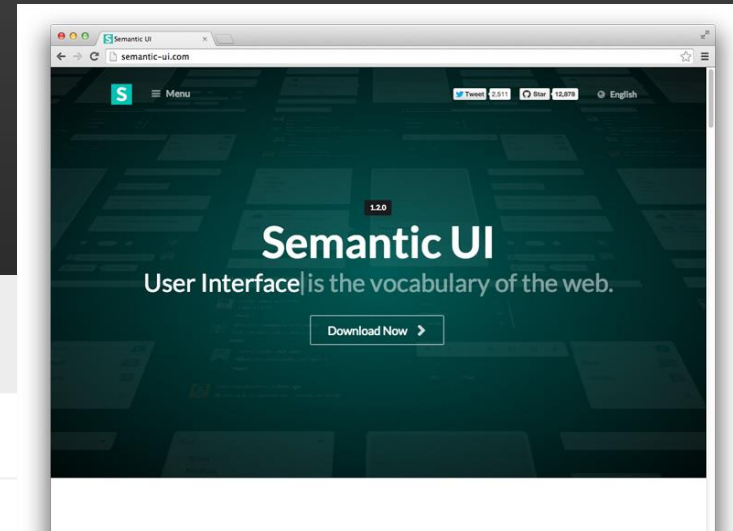 Semantic UI
semantic-ui.com
S Menu Tweet 2,511 Star 12,878 English
1.2.0
Semantic UI
User Interface is the vocabulary of the web.
Download Now